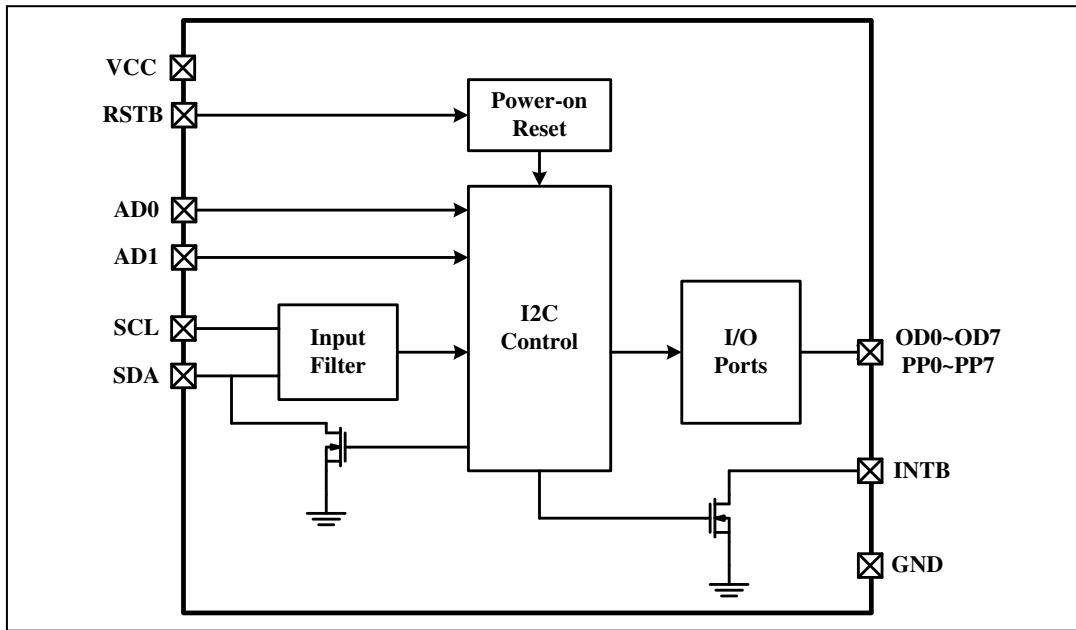 VCC
RSTB
Power-on
Reset
AD0
AD1
SCL
SDA
Input
Filter
I2C
Control
I/O
Ports
OD0~OD7
PP0~PP7
INTB
GND